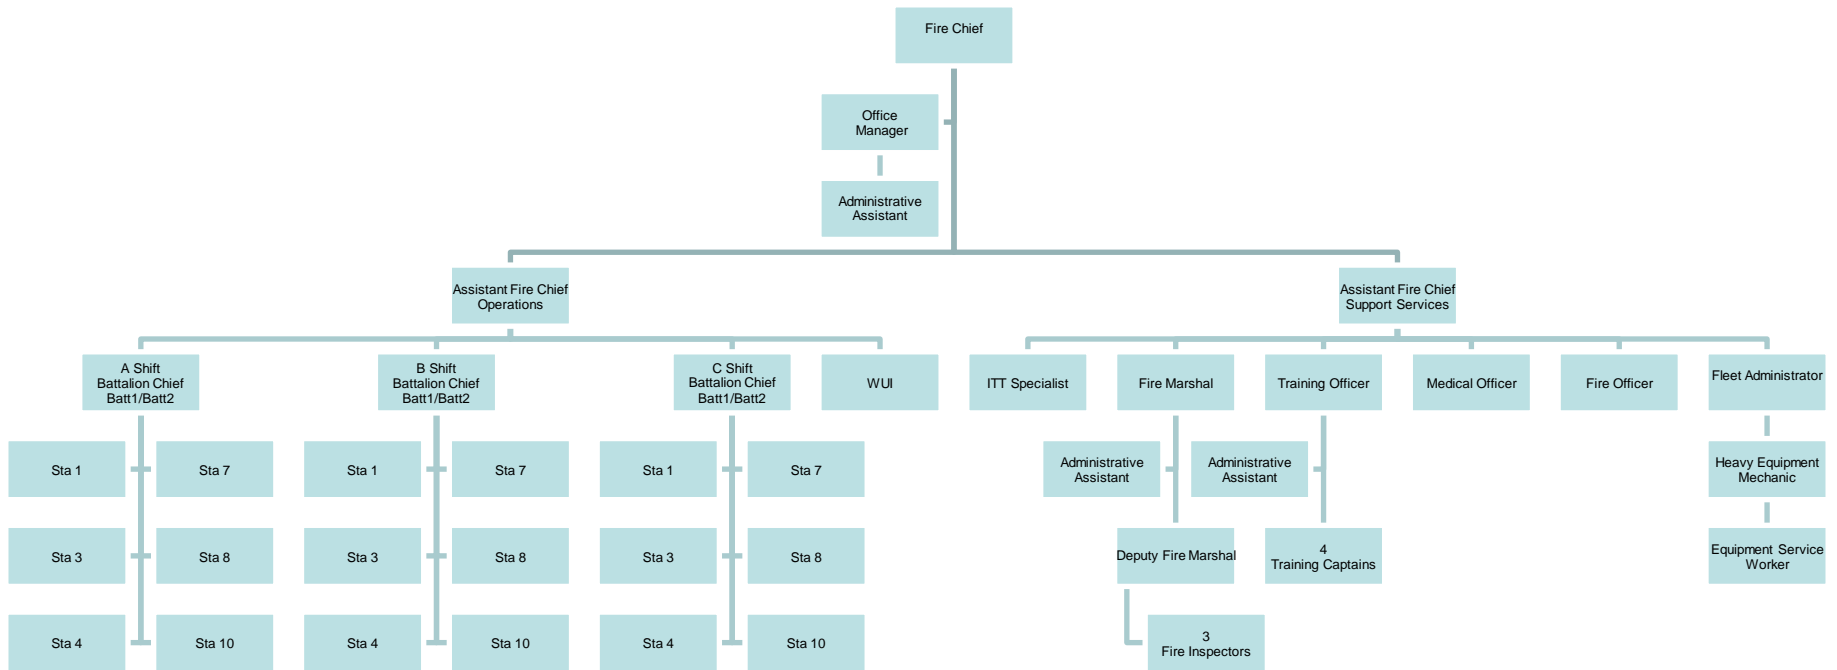 Fire Chief
Office
Manager
Administrative
Assistant
Assistant Fire Chief
Operations
Assistant Fire Chief
Support Services
A Shift
Battalion Chief
Batt1/Batt2
B Shift
Battalion Chief
Batt1/Batt2
C Shift
Battalion Chief
Batt1/Batt2
WUI
ITT Specialist
Fire Marshal
Training Officer
Medical Officer
Fire Officer
Fleet Administrator
Sta 1
Sta 7
Sta 1
Sta 7
Sta 1
Sta 7
Administrative
Assistant
Administrative
Assistant
Heavy Equipment
Mechanic
Sta 3
Sta 8
Sta 3
Sta 8
Sta 3
Sta 8
Deputy Fire Marshal
4
Training Captains
Equipment Service
Worker
Sta 4
Sta 10
Sta 4
Sta 10
Sta 4
Sta 10
3
Fire Inspectors